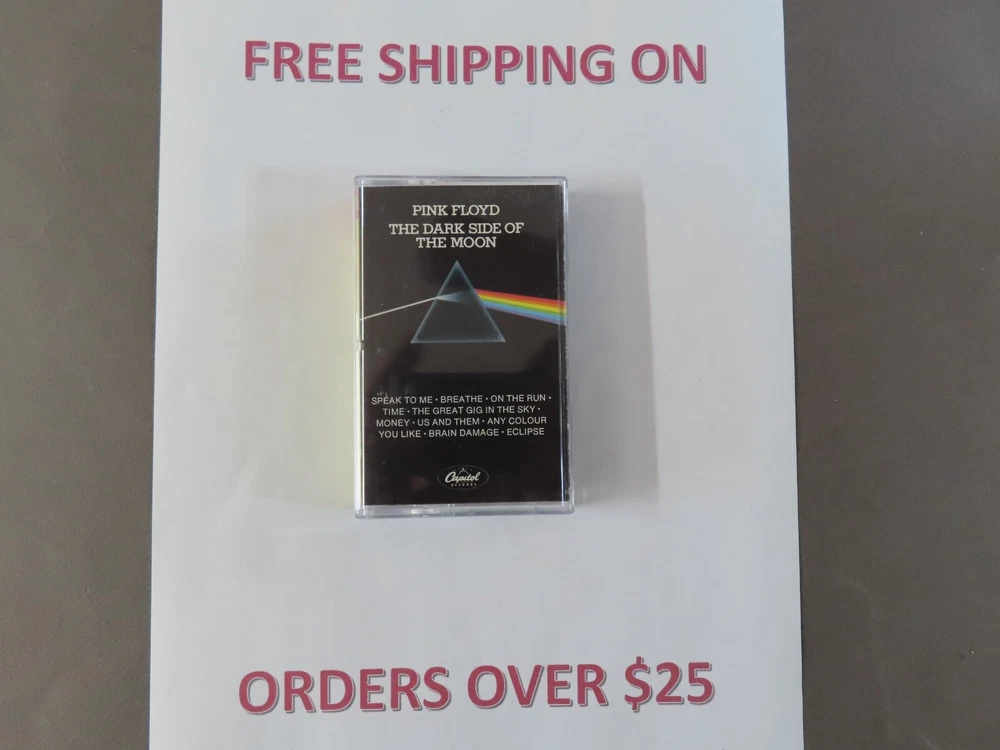 FREE SHIPPING ON
PINK FLOYD
THE DARK SIDE OF
THE MOON
SPEAK TO ME • BREATHE • ON THE RUN •
TIME • THE GREAT GIG IN THE SKY •
MONEY • US AND THEM • ANY COLOUR
YOU LIKE • BRAIN DAMAGE • ECLIPSE
Capitol
RECORDS
ORDERS OVER $25